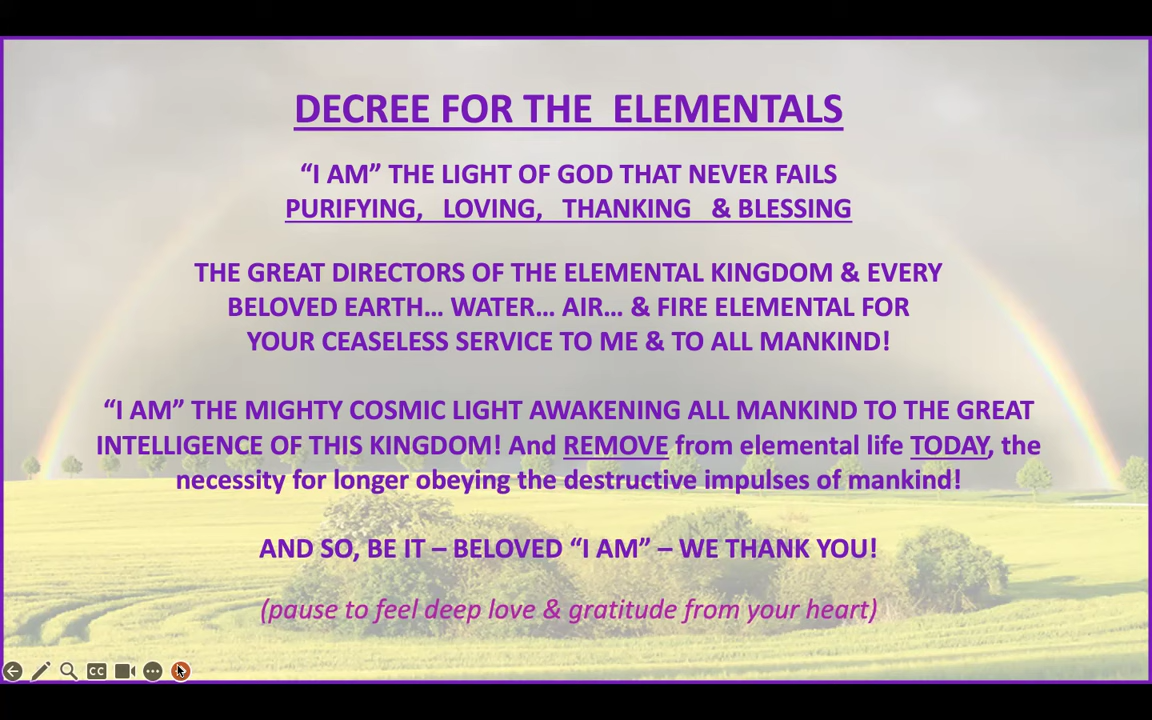 DECREE FOR THE  ELEMENTALS
“I AM” THE LIGHT OF GOD THAT NEVER FAILS
PURIFYING,   LOVING,   THANKING   & BLESSING
THE GREAT DIRECTORS OF THE ELEMENTAL KINGDOM & EVERY
BELOVED EARTH… WATER… AIR… & FIRE ELEMENTAL FOR
YOUR CEASELESS SERVICE TO ME & TO ALL MANKIND!
“I AM” THE MIGHTY COSMIC LIGHT AWAKENING ALL MANKIND TO THE GREAT
INTELLIGENCE OF THIS KINGDOM! And REMOVE from elemental life TODAY, the
necessity for longer obeying the destructive impulses of mankind!
AND SO, BE IT – BELOVED “I AM” – WE THANK YOU!
(pause to feel deep love & gratitude from your heart)
CC